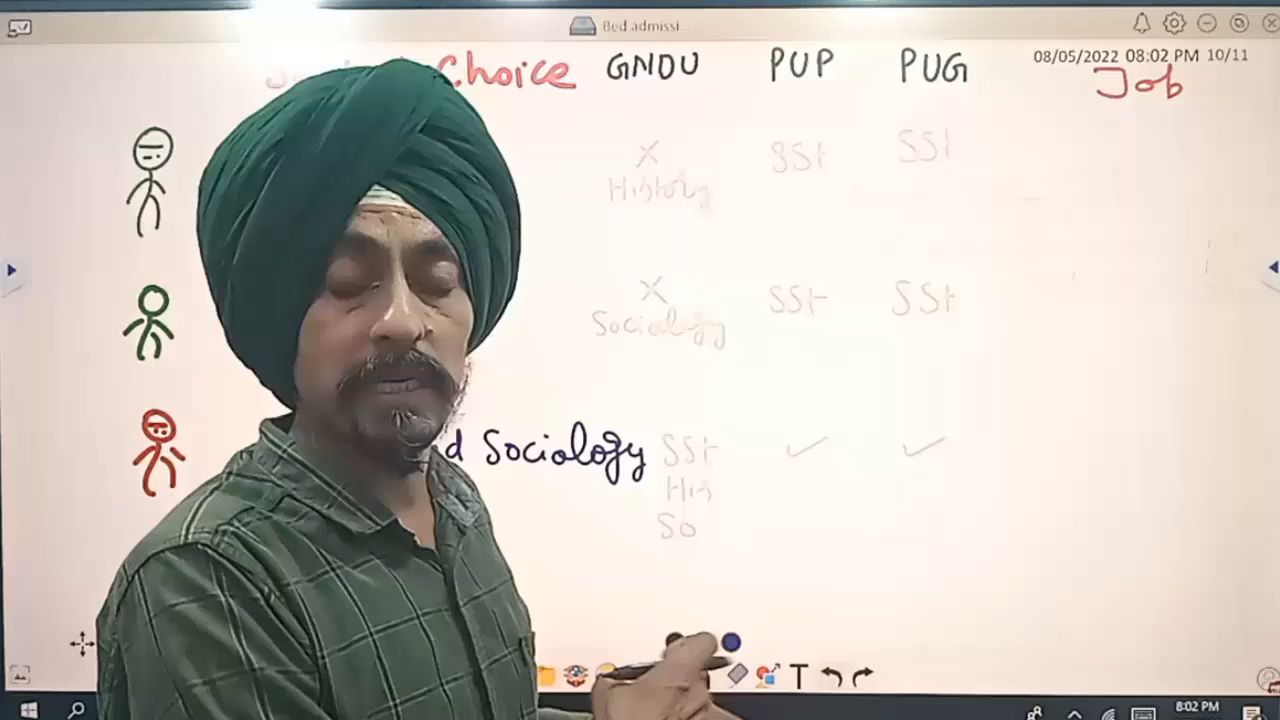 Bed admissi...
08/05/2022 08:02 PM 10/11
Choice GNDU PUP PUG Job
X SSt SSt
History
X SSt SSt
Sociology
d Sociology SSt ✓ ✓
His
So
T
8:02 PM